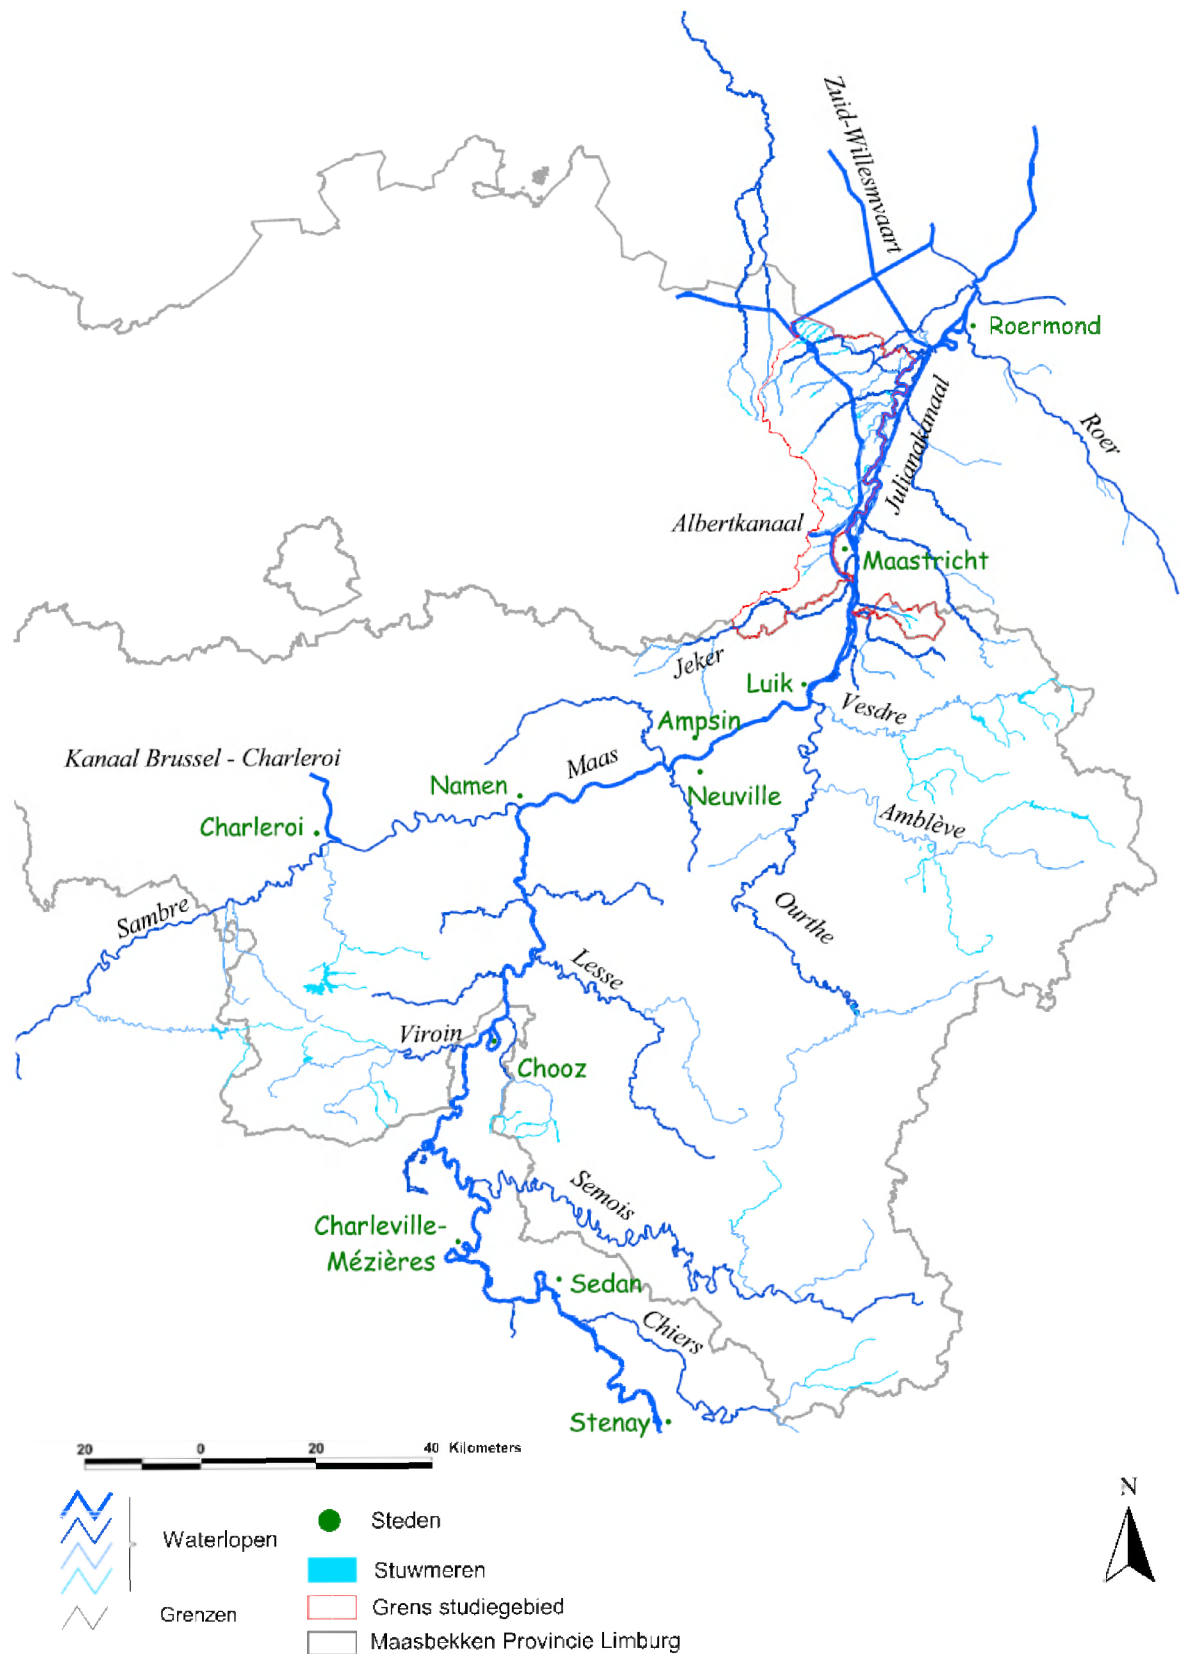 Zuid-Willesmvaart
Roermond
Roer
Julianakanaal
Albertkanaal
Maastricht
Jeker
Luik
Vesdre
Ampsin
Kanaal Brussel - Charleroi
Maas
Namen
Neuville
Charleroi
Amblève
Sambre
Ourthe
Lesse
Viroin
Chooz
Semois
Charleville-
Mézières
Sedan
Chiers
Stenay
20 0 20 40 Kilometers
N
Waterlopen
Grenzen
Steden
Stuwmeren
Grens studiegebied
Maasbekken Provincie Limburg